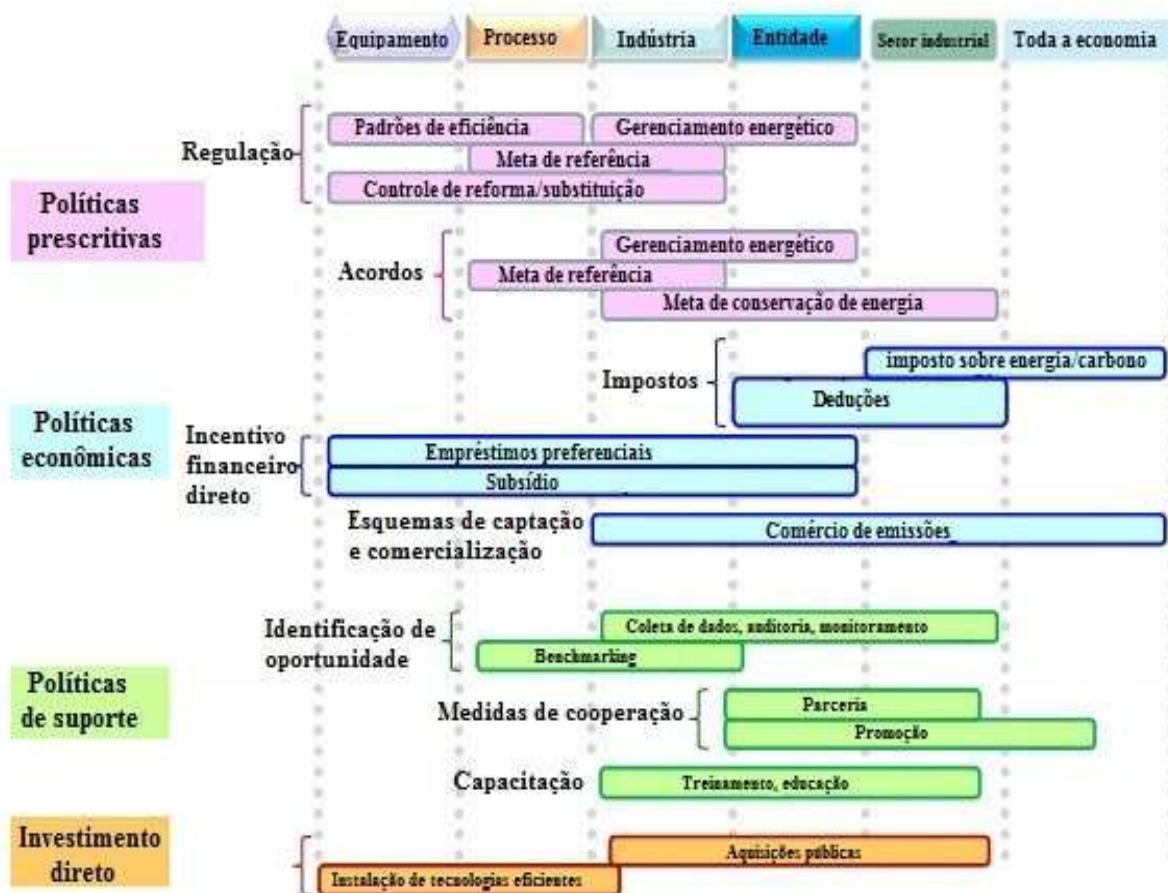 Equipamento
Processo
Indústria
Entidade
Setor industrial
Toda a economia
Regulação
Padrões de eficiência
Gerenciamento energético
Meta de referência
Controle de reforma/substituição
Políticas
prescritivas
Acordos
Gerenciamento energético
Meta de referência
Meta de conservação de energia
Impostos
imposto sobre energia/carbono
Deduções
Políticas
econômicas
Incentivo
financeiro
direto
Empréstimos preferenciais
Subsídio
Esquemas de captação
e comercialização
Comércio de emissões
Identificação de
oportunidade
Coleta de dados, auditoria, monitoramento
Benchmarking
Políticas
de suporte
Medidas de cooperação
Parceria
Promoção
Capacitação
Treinamento, educação
Investimento
direto
Aquisições públicas
Instalação de tecnologias eficientes